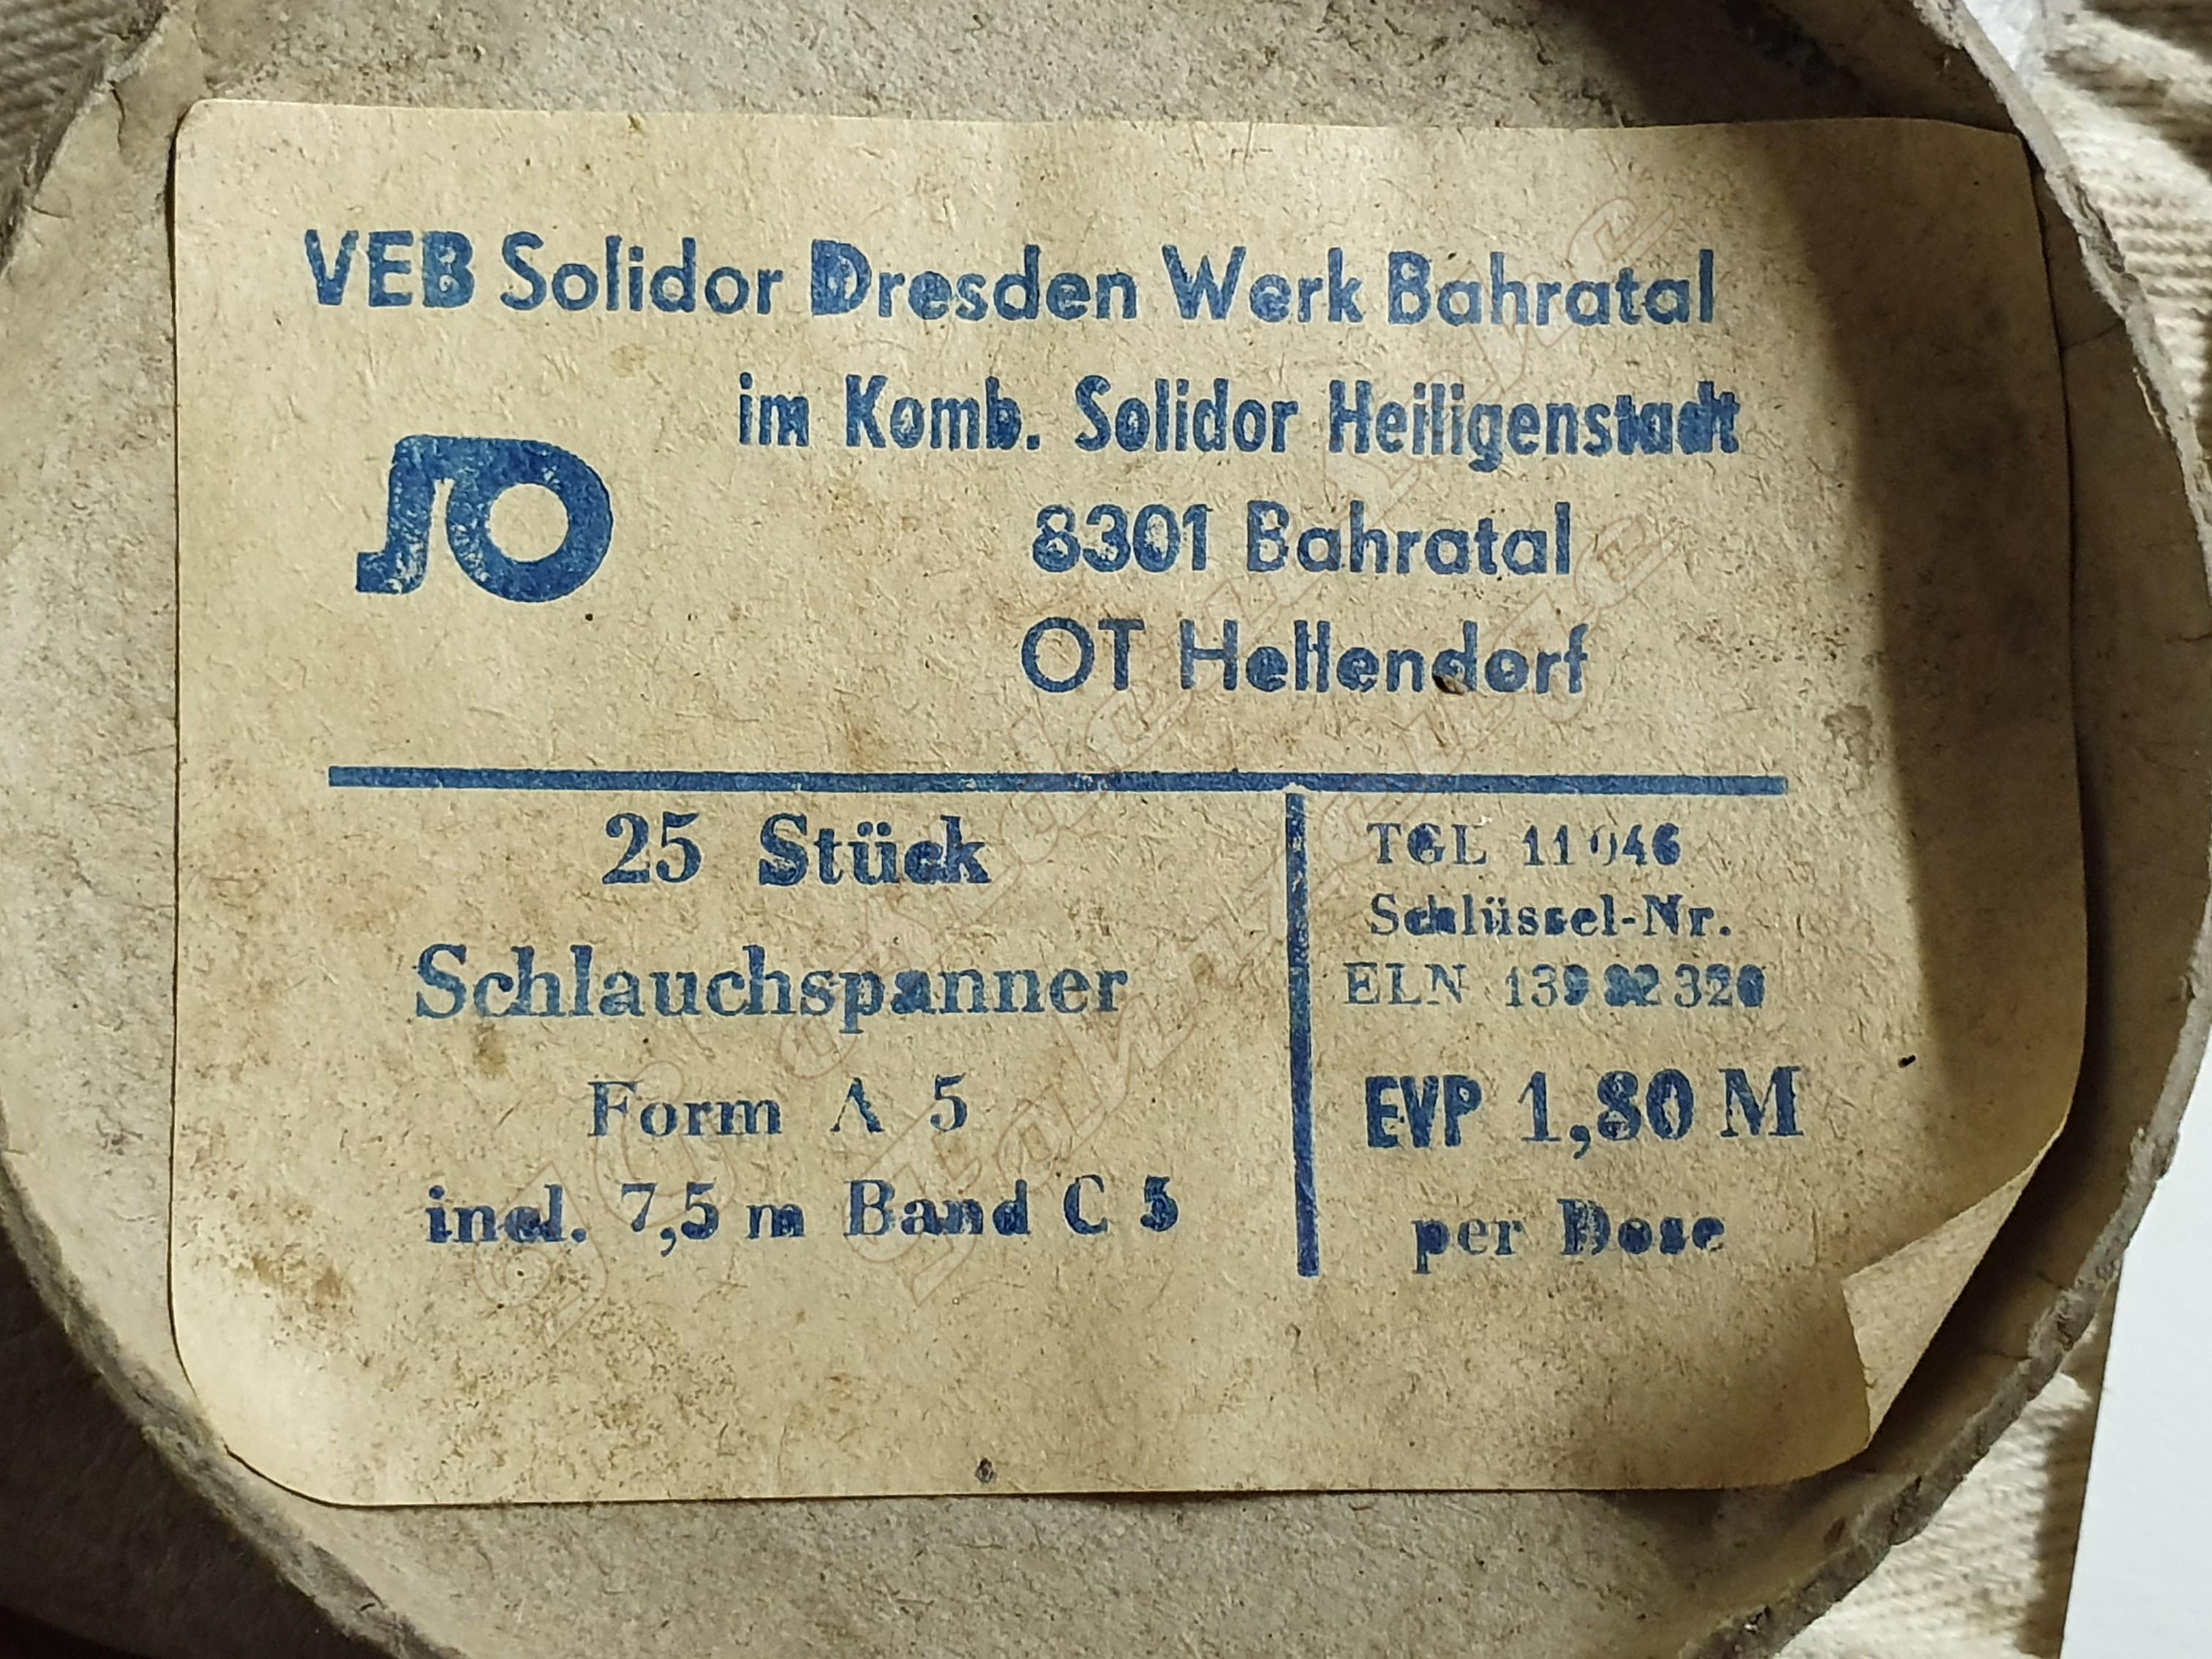 VEB Solidor Dresden Werk Bahratal
im Komb. Solidor Heiligenstadt
SO
8301 Bahratal
OT Hellendorf
25 Stück
Schlauchspanner
Form A 5
incl. 7,5 m Band C 5
TGL 11046
Schlüssel-Nr.
ELN
EVP 1,80 M
per Dose